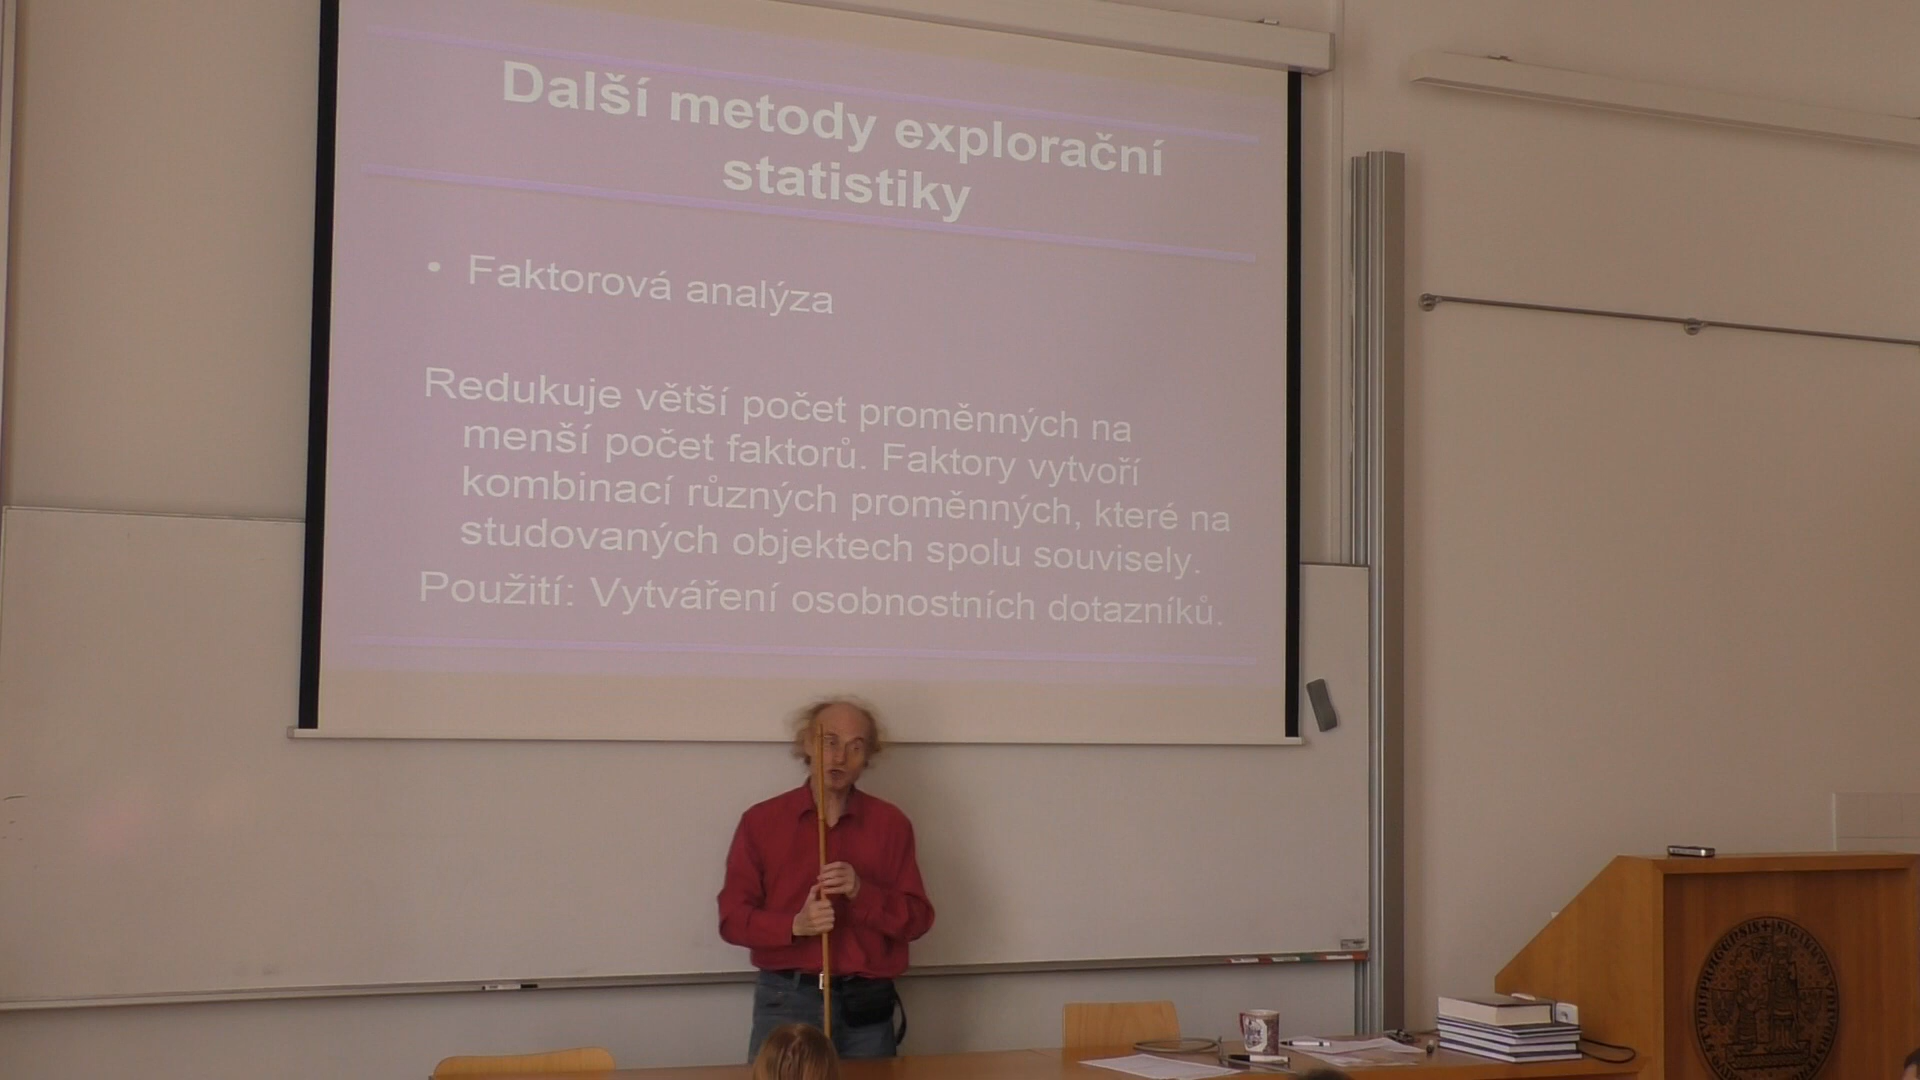 Další metody explorační
statistiky
• Faktorová analýza
Redukuje větší počet proměnných na
menší počet faktorů. Faktory vytvoří
kombinací různých proměnných, které na
studovaných objektech spolu souvisely.
Použití: Vytváření osobnostních dotazníků.